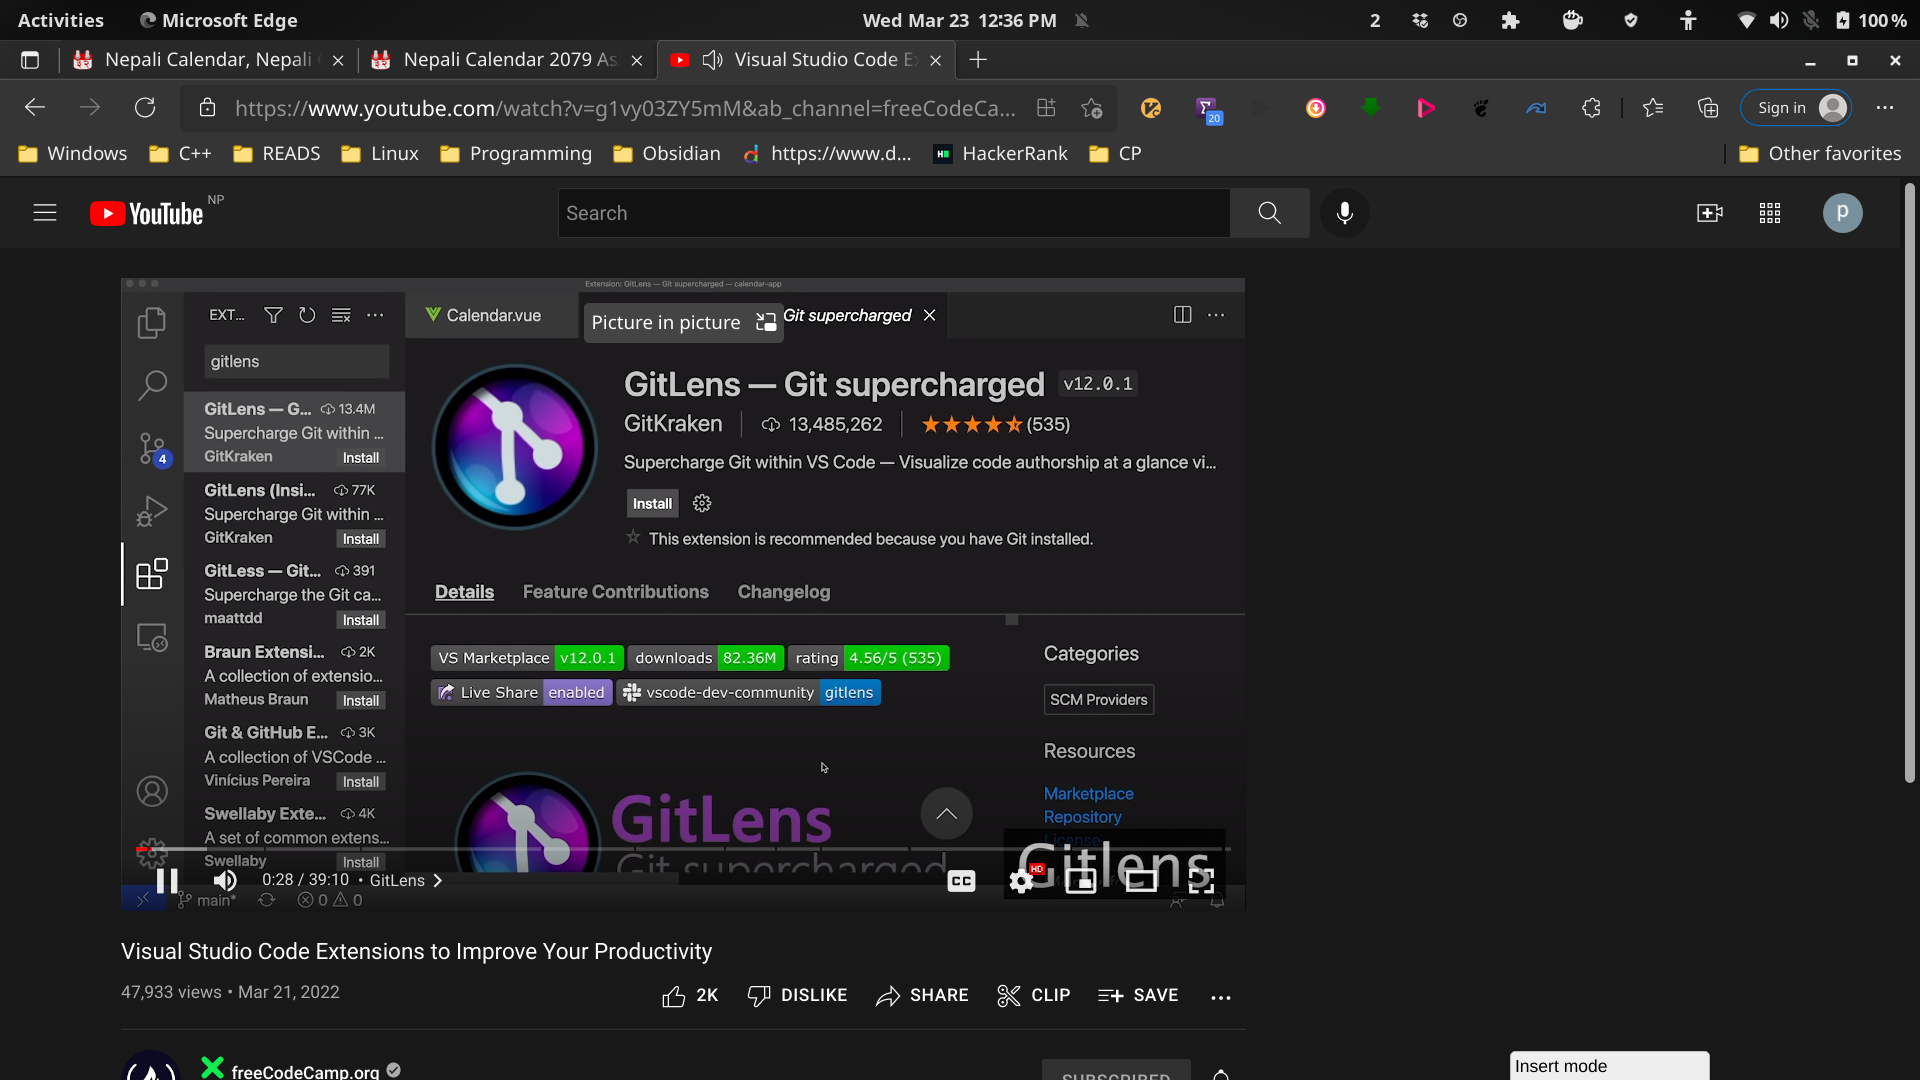 Activities
Microsoft Edge
Wed Mar 23 12:36 PM
2
100 %
Nepali Calendar, Nepali
Nepali Calendar 2079 As
Visual Studio Code E
https://www.youtube.com/watch?v=g1vy03ZY5mM&ab_channel=freeCodeCa...
20
Sign in
Windows
C++
READS
Linux
Programming
Obsidian
https://www.d...
HackerRank
CP
Other favorites
YouTube NP
Search
p
Extension: GitLens — Git supercharged — calendar-app
EXT...
Calendar.vue
Picture in picture
Git supercharged
gitlens
GitLens — G... 13.4M
Supercharge Git within ...
GitKraken Install
GitLens (Insi... 77K
Supercharge Git within ...
GitKraken Install
GitLess — Git... 391
Supercharge the Git ca...
maattdd Install
Braun Extensi... 2K
A collection of extensio...
Matheus Braun Install
Git & GitHub E... 3K
A collection of VSCode ...
Vinícius Pereira Install
Swellaby Exte... 4K
A set of common extens...
Swellaby Install
4
GitLens — Git supercharged v12.0.1
GitKraken 13,485,262 (535)
Supercharge Git within VS Code — Visualize code authorship at a glance vi...
Install
This extension is recommended because you have Git installed.
Details Feature Contributions Changelog
VS Marketplace v12.0.1 downloads 82.36M rating 4.56/5 (535)
Live Share enabled vscode-dev-community gitlens
GitLens
Git supercharged
Categories
SCM Providers
Resources
Marketplace
Repository
License
Gitlens
HD
CC
0:28 / 39:10 • GitLens
main* 0 0
Visual Studio Code Extensions to Improve Your Productivity
47,933 views • Mar 21, 2022
2K
DISLIKE
SHARE
CLIP
SAVE
freeCodeCamp.org
SUBSCRIBED
Insert mode